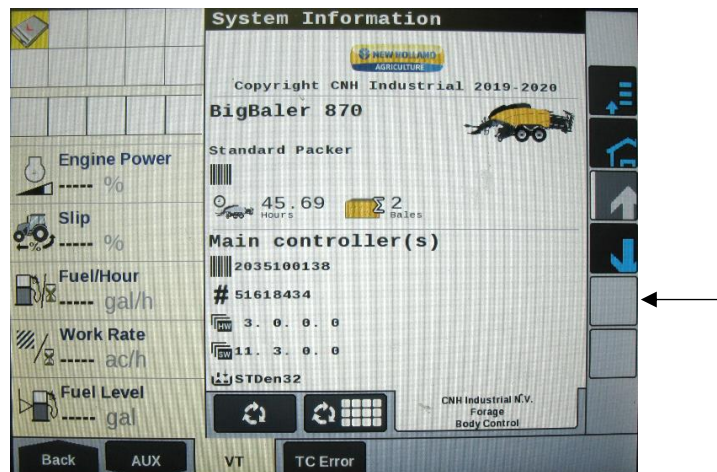 System Information
NEW HOLLAND
AGRICULTURE
Copyright CNH Industrial 2019-2020
BigBaler 870
Standard Packer
45.69
Hours
Σ 2
Bales
Main controller(s)
2035100138
# 51618434
HW 3. 0. 0. 0
SW 11. 3. 0. 0
STDen32
CNH Industrial N.V.
Forage
Body Control
Engine Power
----- %
Slip
----- %
Fuel/Hour
----- gal/h
Work Rate
----- ac/h
Fuel Level
----- gal
Back
AUX
VT
TC Error